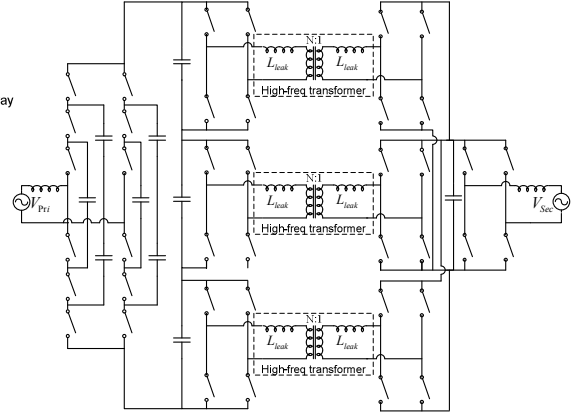 N:1
L_leak L_leak
High-freq transformer
ay
N:1
L_leak L_leak
High-freq transformer
V_Pri
V_Sec
N:1
L_leak L_leak
High-freq transformer